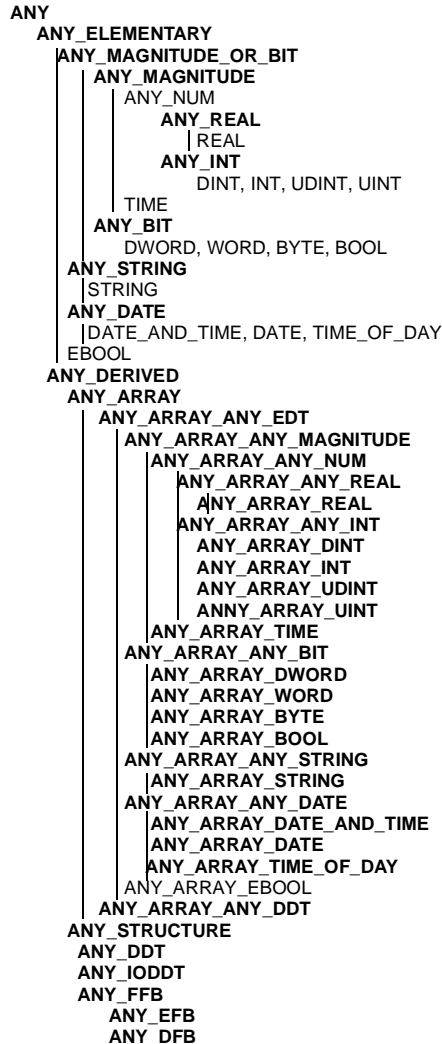 ANY
ANY_ELEMENTARY
ANY_MAGNITUDE_OR_BIT
ANY_MAGNITUDE
ANY_NUM
ANY_REAL
REAL
ANY_INT
DINT, INT, UDINT, UINT
TIME
ANY_BIT
DWORD, WORD, BYTE, BOOL
ANY_STRING
STRING
ANY_DATE
DATE_AND_TIME, DATE, TIME_OF_DAY
EBOOL
ANY_DERIVED
ANY_ARRAY
ANY_ARRAY_ANY_EDT
ANY_ARRAY_ANY_MAGNITUDE
ANY_ARRAY_ANY_NUM
ANY_ARRAY_ANY_REAL
ANY_ARRAY_REAL
ANY_ARRAY_ANY_INT
ANY_ARRAY_DINT
ANY_ARRAY_INT
ANY_ARRAY_UDINT
ANNY_ARRAY_UINT
ANY_ARRAY_TIME
ANY_ARRAY_ANY_BIT
ANY_ARRAY_DWORD
ANY_ARRAY_WORD
ANY_ARRAY_BYTE
ANY_ARRAY_BOOL
ANY_ARRAY_ANY_STRING
ANY_ARRAY_STRING
ANY_ARRAY_ANY_DATE
ANY_ARRAY_DATE_AND_TIME
ANY_ARRAY_DATE
ANY_ARRAY_TIME_OF_DAY
ANY_ARRAY_EBOOL
ANY_ARRAY_ANY_DDT
ANY_STRUCTURE
ANY_DDT
ANY_IODDT
ANY_FFB
ANY_EFB
ANY_DFB